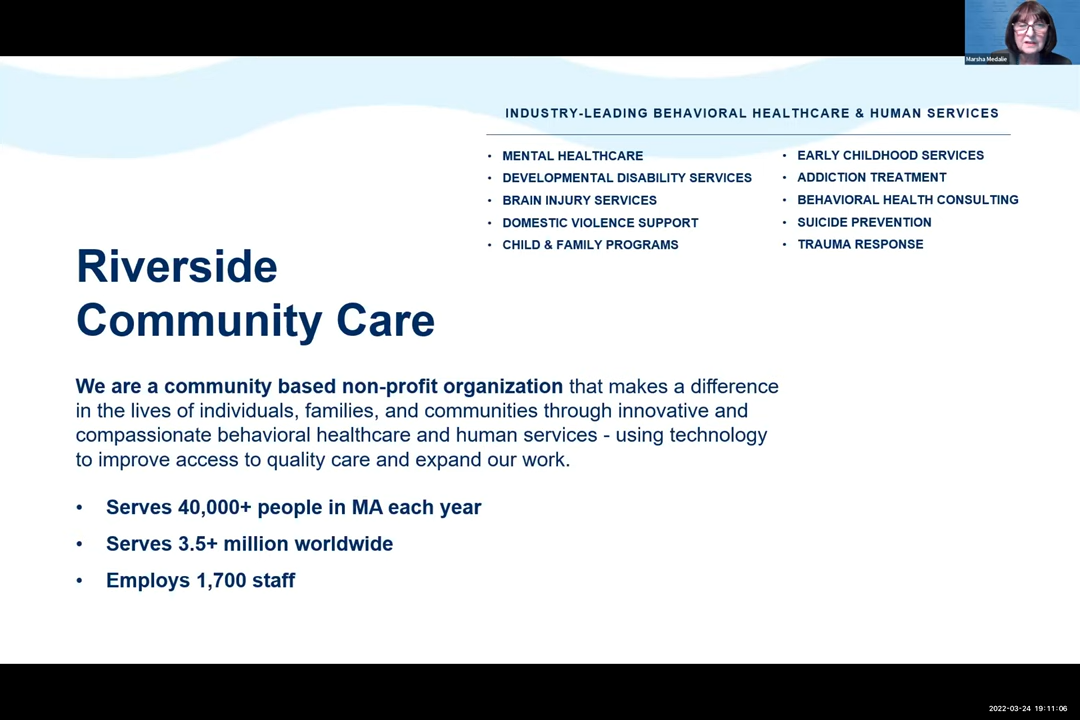 Marsha Medalie
INDUSTRY-LEADING BEHAVIORAL HEALTHCARE & HUMAN SERVICES
• MENTAL HEALTHCARE
• DEVELOPMENTAL DISABILITY SERVICES
• BRAIN INJURY SERVICES
• DOMESTIC VIOLENCE SUPPORT
• CHILD & FAMILY PROGRAMS
• EARLY CHILDHOOD SERVICES
• ADDICTION TREATMENT
• BEHAVIORAL HEALTH CONSULTING
• SUICIDE PREVENTION
• TRAUMA RESPONSE
Riverside
Community Care
We are a community based non-profit organization that makes a difference
in the lives of individuals, families, and communities through innovative and
compassionate behavioral healthcare and human services - using technology
to improve access to quality care and expand our work.
• Serves 40,000+ people in MA each year
• Serves 3.5+ million worldwide
• Employs 1,700 staff
2022-03-24 19:11:06